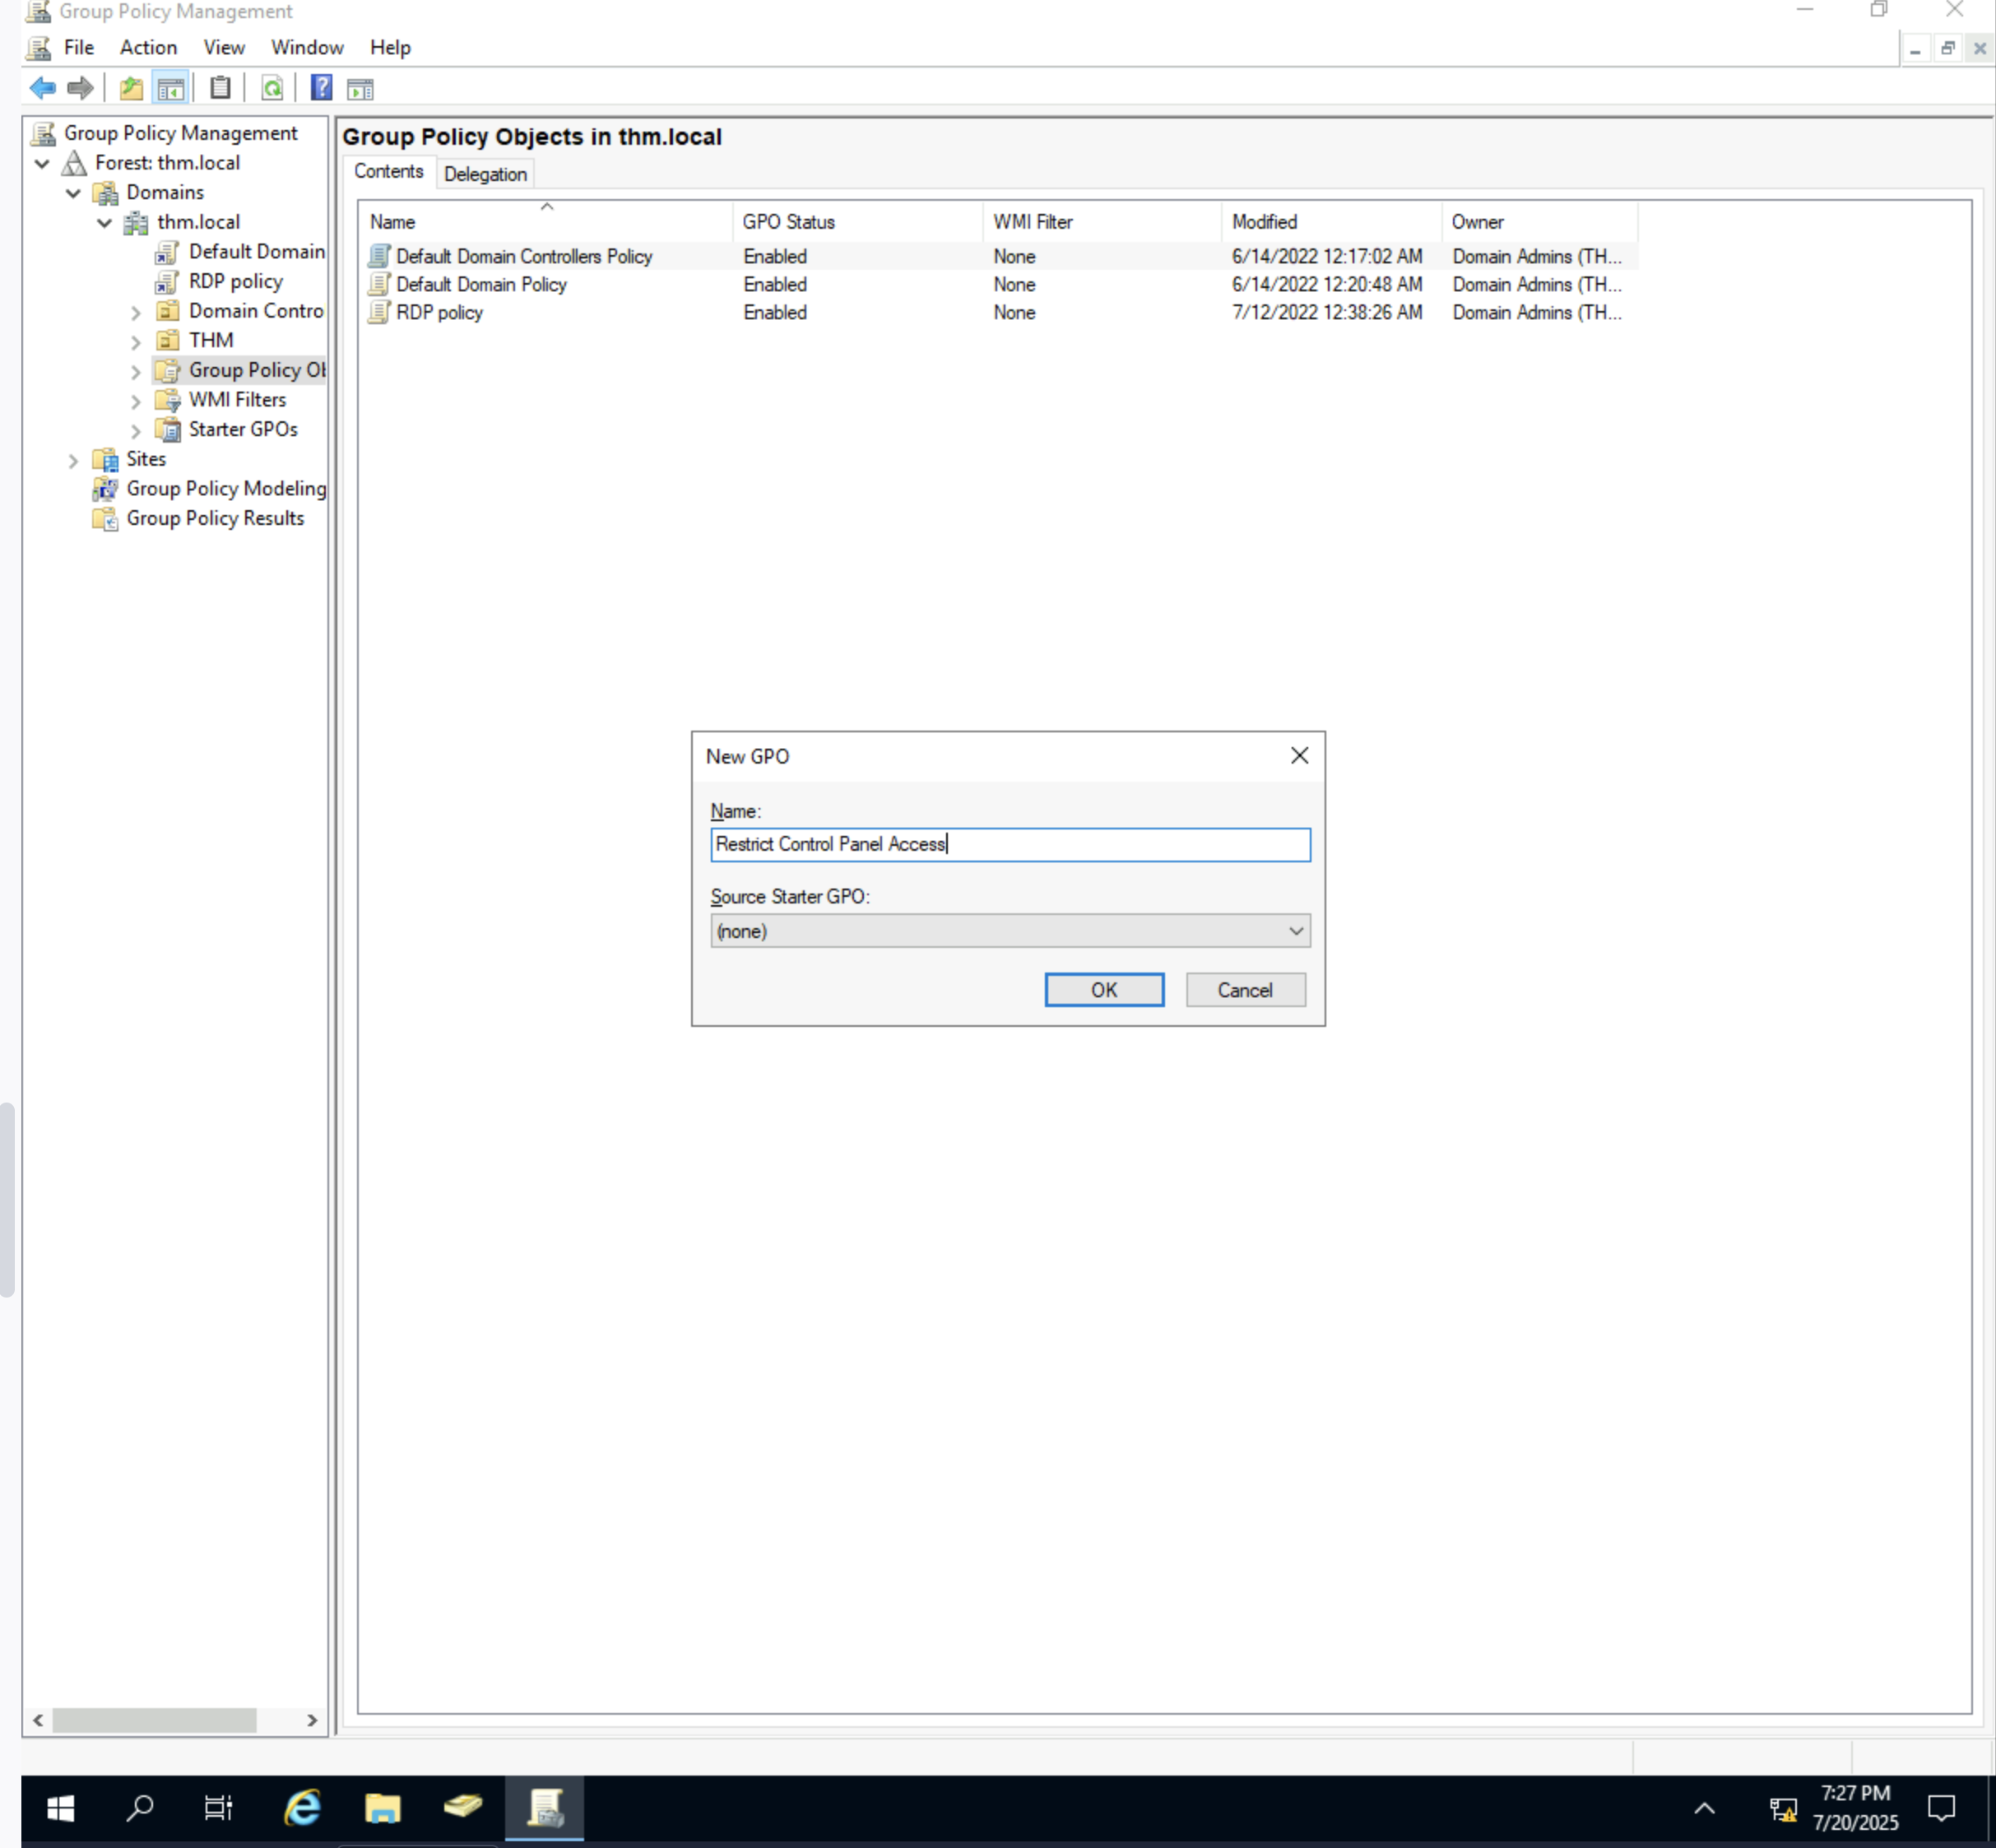 Group Policy Management
File Action View Window Help
Group Policy Management
Forest: thm.local
Domains
thm.local
Default Domain
RDP policy
Domain Contro
THM
Group Policy Ob
WMI Filters
Starter GPOs
Sites
Group Policy Modeling
Group Policy Results
Group Policy Objects in thm.local
Contents Delegation
Name GPO Status WMI Filter Modified Owner
Default Domain Controllers Policy Enabled None 6/14/2022 12:17:02 AM Domain Admins (TH...
Default Domain Policy Enabled None 6/14/2022 12:20:48 AM Domain Admins (TH...
RDP policy Enabled None 7/12/2022 12:38:26 AM Domain Admins (TH...
New GPO
Name:
Restrict Control Panel Access
Source Starter GPO:
(none)
OK Cancel
7:27 PM
7/20/2025